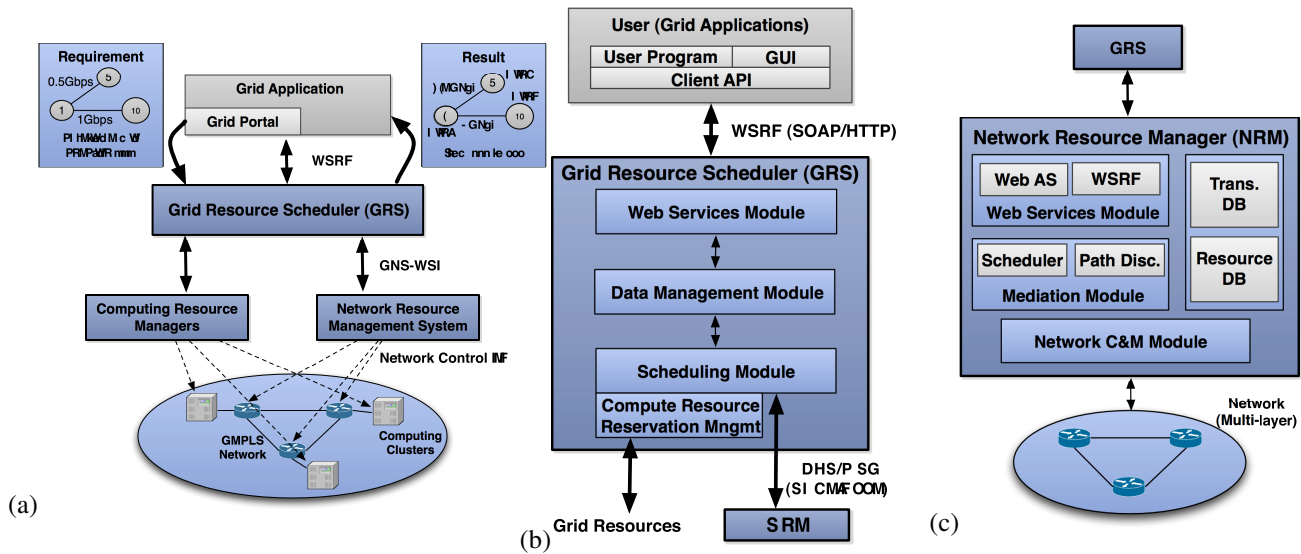 Requirement
0.5Gbps
5
1
10
1Gbps
Grid Application
Grid Portal
Result
5
10
WSRF
Grid Resource Scheduler (GRS)
GNS-WSI
Computing Resource
Managers
Network Resource
Management System
Network Control
GMPLS
Network
Computing
Clusters
(a)
User (Grid Applications)
User Program
GUI
Client API
WSRF (SOAP/HTTP)
Grid Resource Scheduler (GRS)
Web Services Module
Data Management Module
Scheduling Module
Compute Resource
Reservation Mngmt
Grid Resources
SRM
(b)
GRS
Network Resource Manager (NRM)
Web AS
WSRF
Web Services Module
Trans.
DB
Scheduler
Path Disc.
Mediation Module
Resource
DB
Network C&M Module
Network
(Multi-layer)
(c)